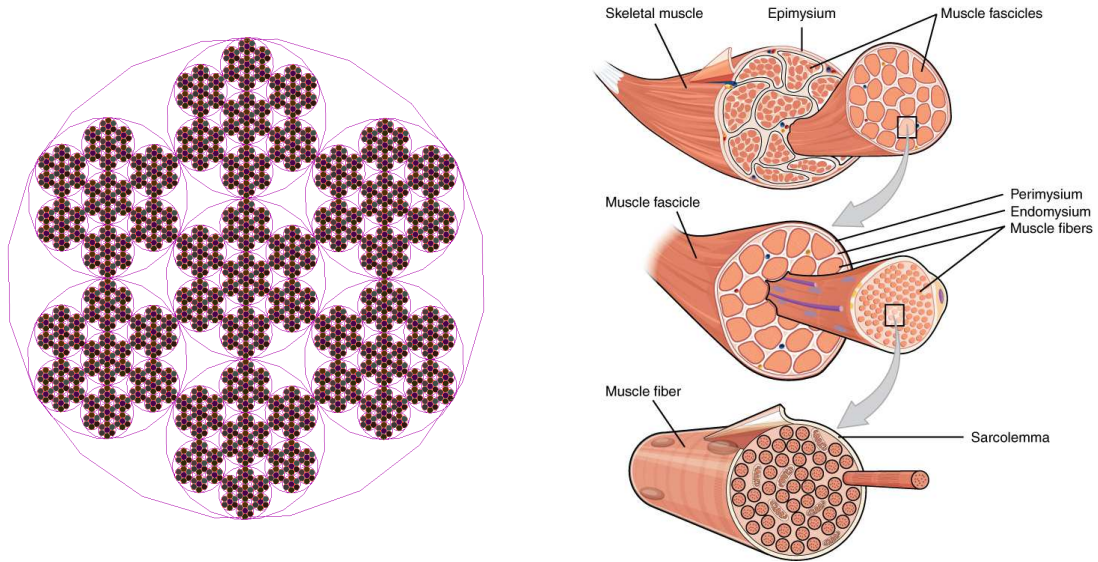 Skeletal muscle
Epimysium
Muscle fascicles
Muscle fascicle
Perimysium
Endomysium
Muscle fibers
Muscle fiber
Sarcolemma